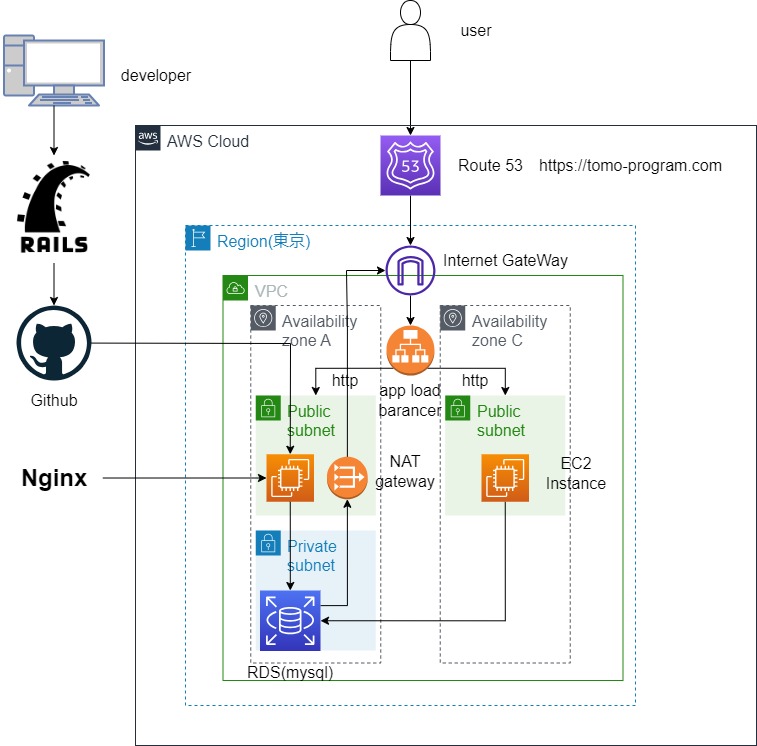 user
developer
aws
AWS Cloud
53
Route 53 https://tomo-program.com
RAILS
Region(東京)
Internet GateWay
VPC
Availability
zone A
Availability
zone C
http
http
app load
barancer
Github
Public
subnet
Public
subnet
Nginx
NAT
gateway
EC2
Instance
Private
subnet
RDS(mysql)